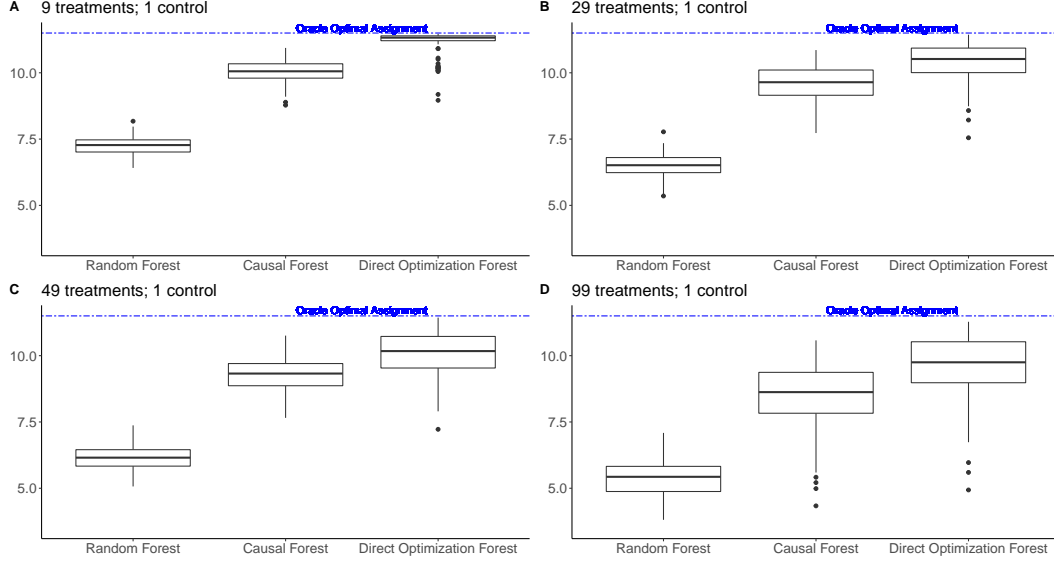 A 9 treatments; 1 control
Oracle Optimal Assignment
10.0
7.5
5.0
Random Forest Causal Forest Direct Optimization Forest
B 29 treatments; 1 control
Oracle Optimal Assignment
10.0
7.5
5.0
Random Forest Causal Forest Direct Optimization Forest
C 49 treatments; 1 control
Oracle Optimal Assignment
10.0
7.5
5.0
Random Forest Causal Forest Direct Optimization Forest
D 99 treatments; 1 control
Oracle Optimal Assignment
10.0
7.5
5.0
Random Forest Causal Forest Direct Optimization Forest